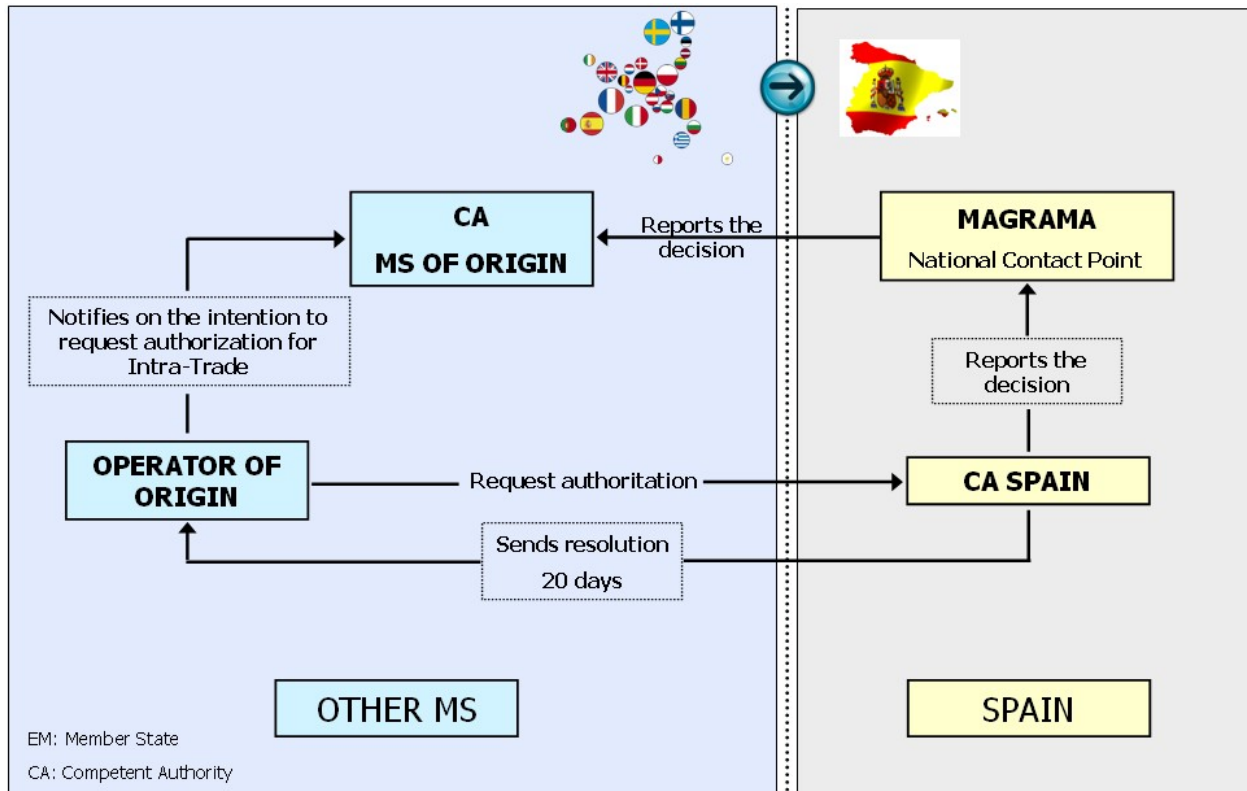 CA
MS OF ORIGIN
Reports the
decision
MAGRAMA
National Contact Point
Notifies on the intention to
request authorization for
Intra-Trade
Reports the
decision
OPERATOR OF
ORIGIN
Request authoritation
CA SPAIN
Sends resolution
20 days
OTHER MS
SPAIN
EM: Member State
CA: Competent Authority